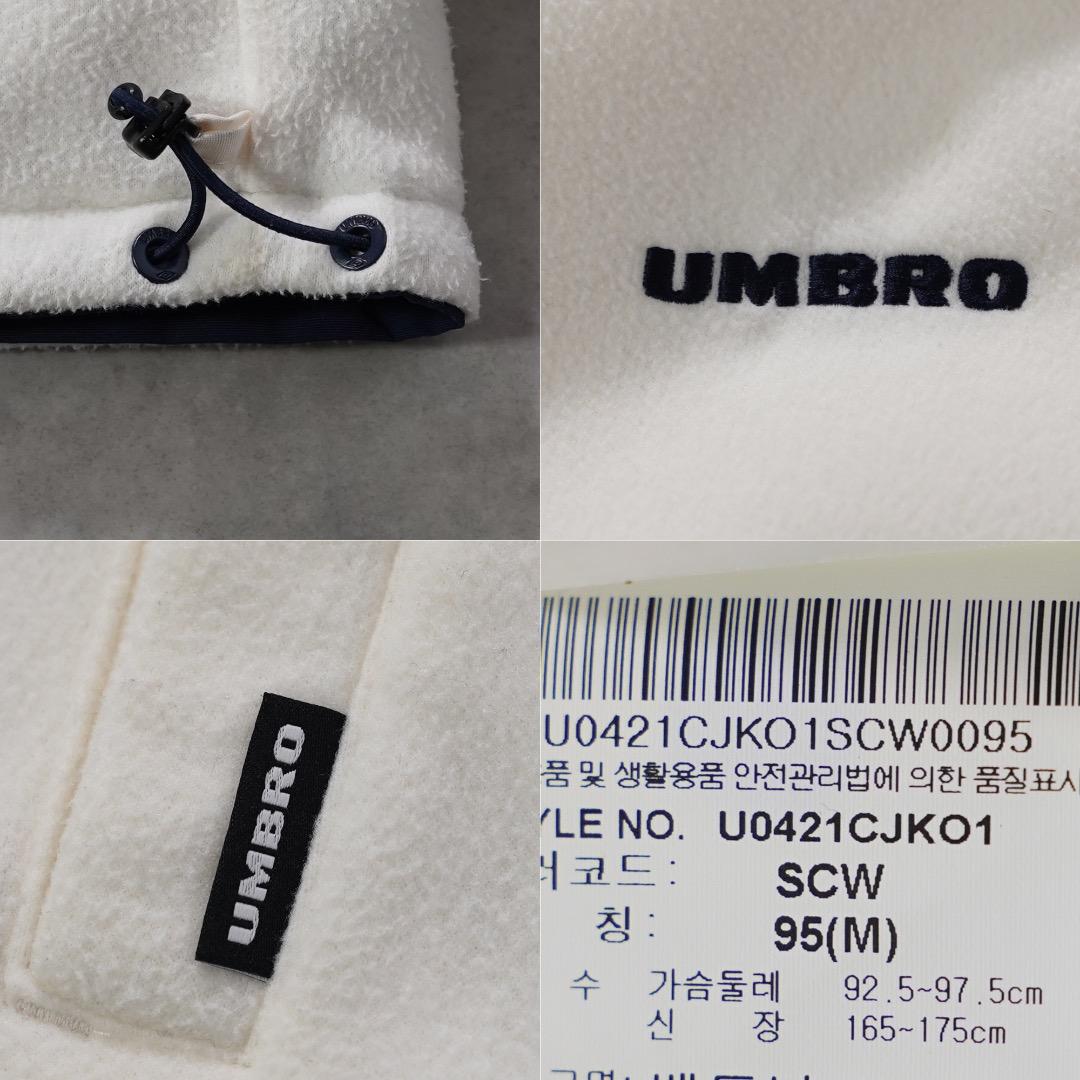 UMBRO
UMBRO
U0421CJKO1SCW0095
품 및 생활용품 안전관리법에 의한 품질표시
YLE NO. U0421CJKO1
러코드 : SCW
칭 : 95(M)
수 가슴둘레 92.5~97.5cm
신 장 165~175cm